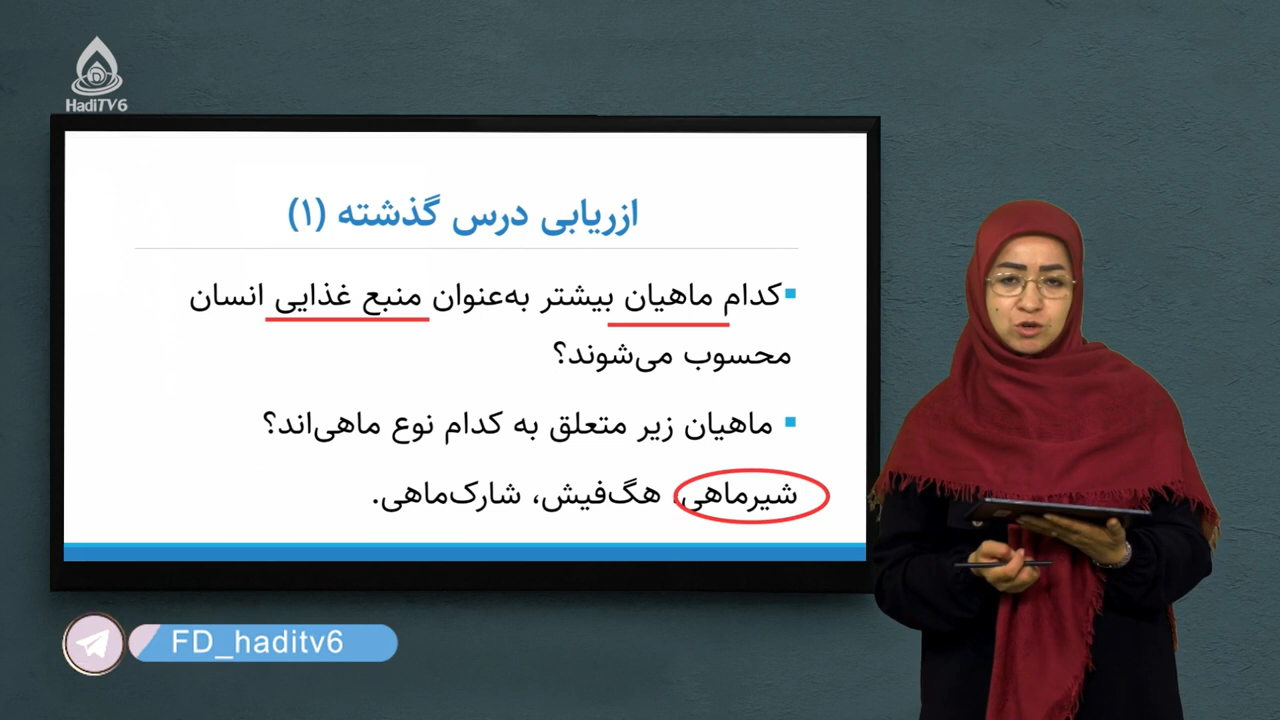 HadiTV6
ازریابی درس گذشته (۱)
▪کدام ماهیان بیشتر به‌عنوان منبع غذایی انسان
محسوب می‌شوند؟
▪ ماهیان زیر متعلق به کدام نوع ماهی‌اند؟
شیرماهی، هگ‌فیش، شارک‌ماهی.
FD_haditv6